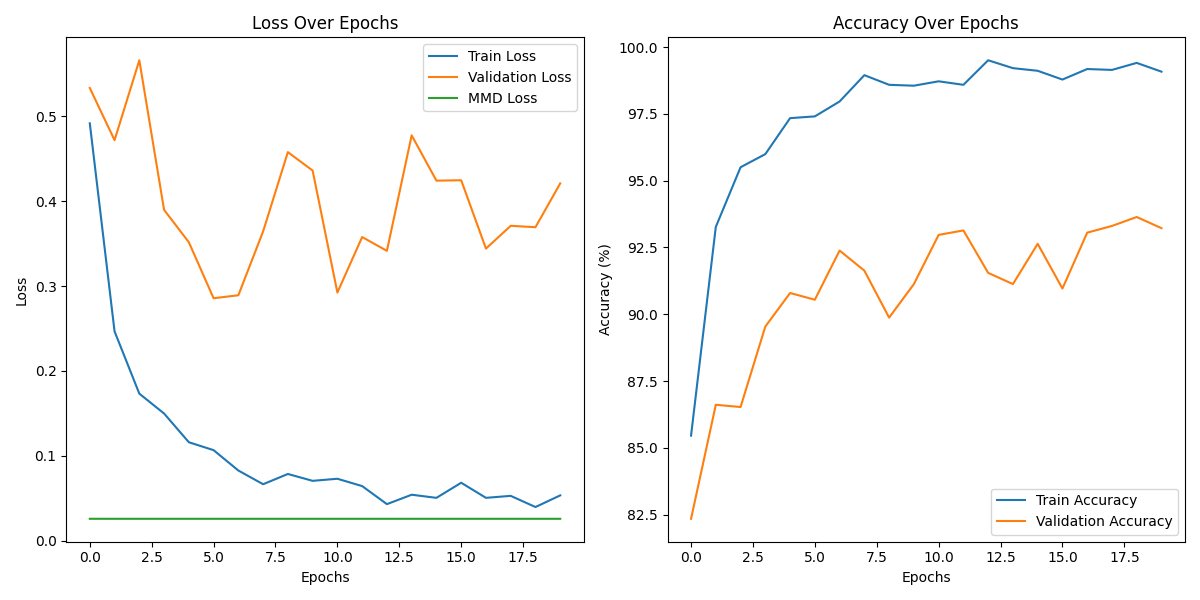 Loss Over Epochs
Train Loss
Validation Loss
MMD Loss
Loss
0.5
0.4
0.3
0.2
0.1
0.0
0.0 2.5 5.0 7.5 10.0 12.5 15.0 17.5
Epochs
Accuracy Over Epochs
Accuracy (%)
100.0
97.5
95.0
92.5
90.0
87.5
85.0
82.5
Train Accuracy
Validation Accuracy
0.0 2.5 5.0 7.5 10.0 12.5 15.0 17.5
Epochs